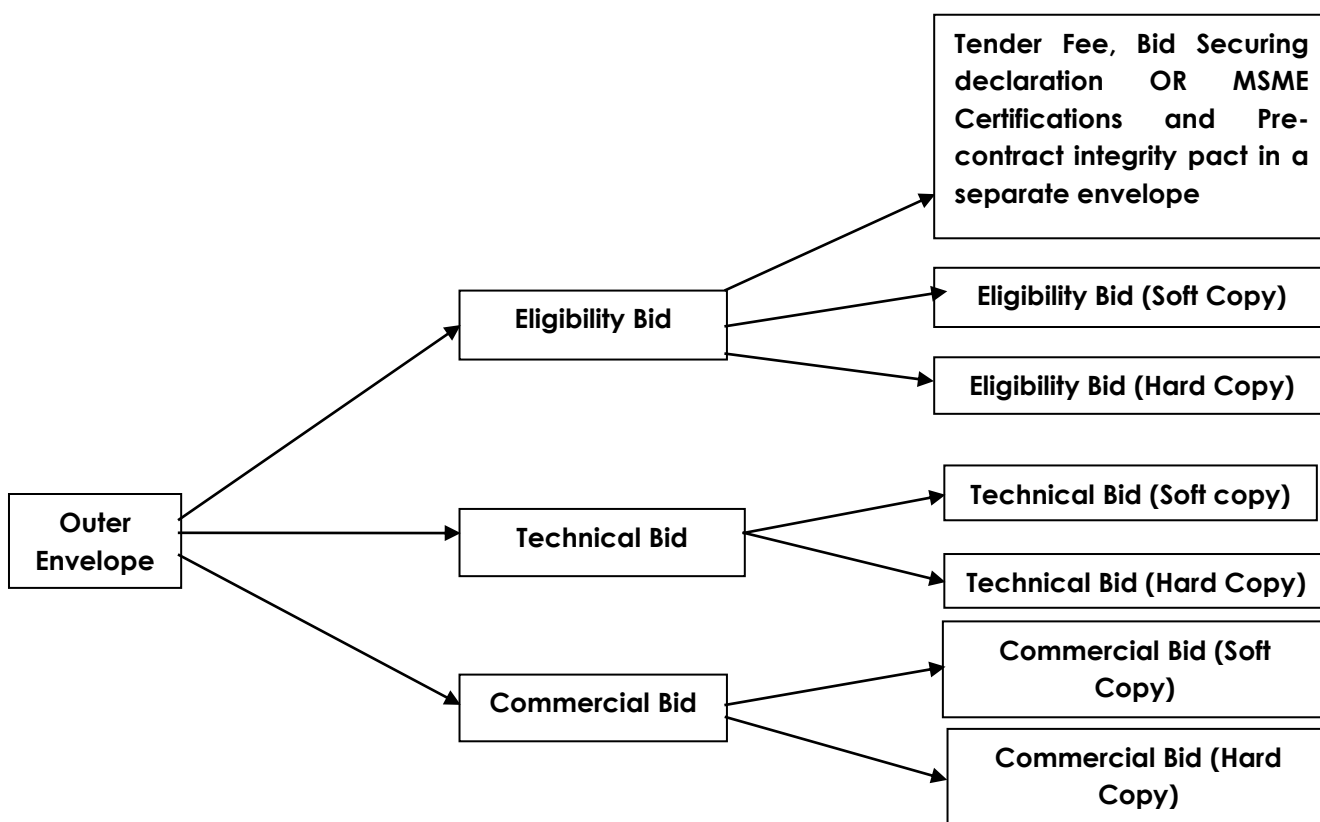 Tender Fee, Bid Securing
declaration OR MSME
Certifications and Pre-
contract integrity pact in a
separate envelope
Eligibility Bid (Soft Copy)
Eligibility Bid
Eligibility Bid (Hard Copy)
Technical Bid (Soft copy)
Outer
Envelope
Technical Bid
Technical Bid (Hard Copy)
Commercial Bid (Soft
Copy)
Commercial Bid
Commercial Bid (Hard
Copy)